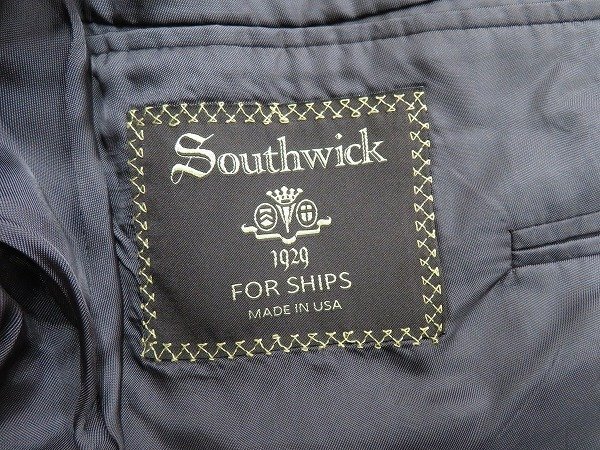 Southwick
1929
FOR SHIPS
MADE IN USA